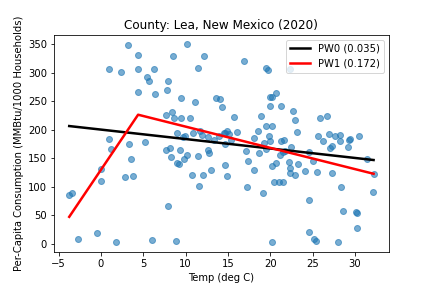 County: Lea, New Mexico (2020)
PW0 (0.035)
PW1 (0.172)
Per-Capita Consumption (MMBtu/1000 Households)
350
300
250
200
150
100
50
0
−5 0 5 10 15 20 25 30
Temp (deg C)